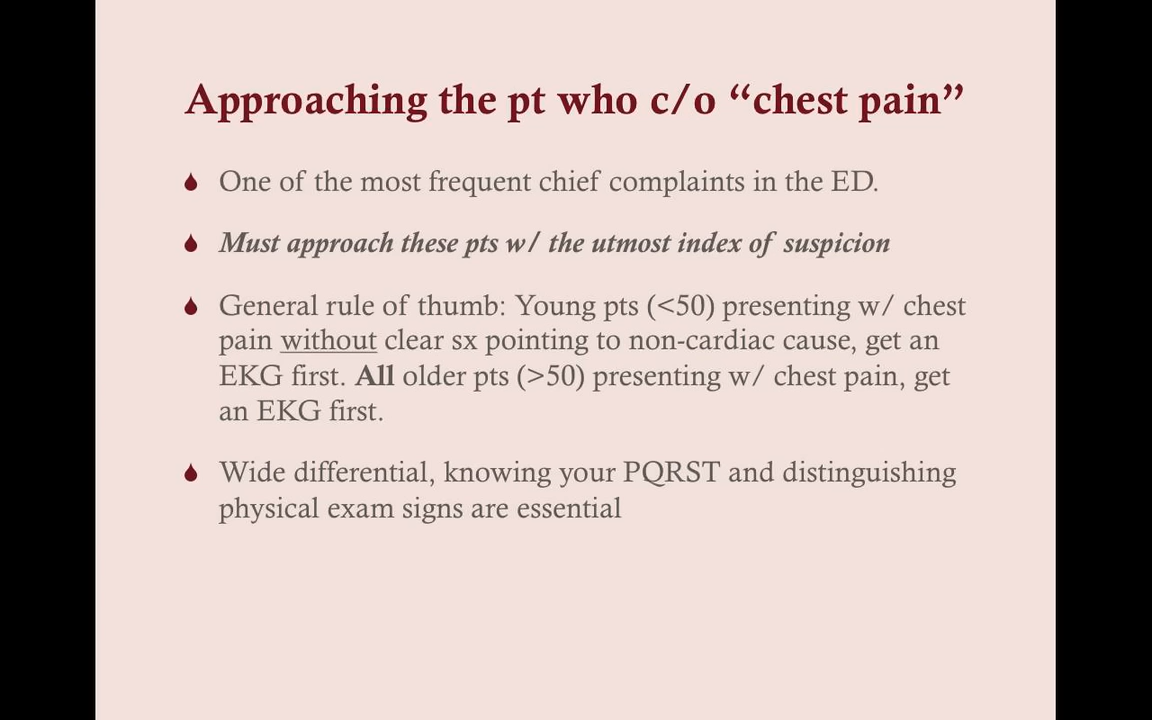 Approaching the pt who c/o “chest pain”
One of the most frequent chief complaints in the ED.
Must approach these pts w/ the utmost index of suspicion
General rule of thumb: Young pts (<50) presenting w/ chest
pain without clear sx pointing to non-cardiac cause, get an
EKG first. All older pts (>50) presenting w/ chest pain, get
an EKG first.
Wide differential, knowing your PQRST and distinguishing
physical exam signs are essential